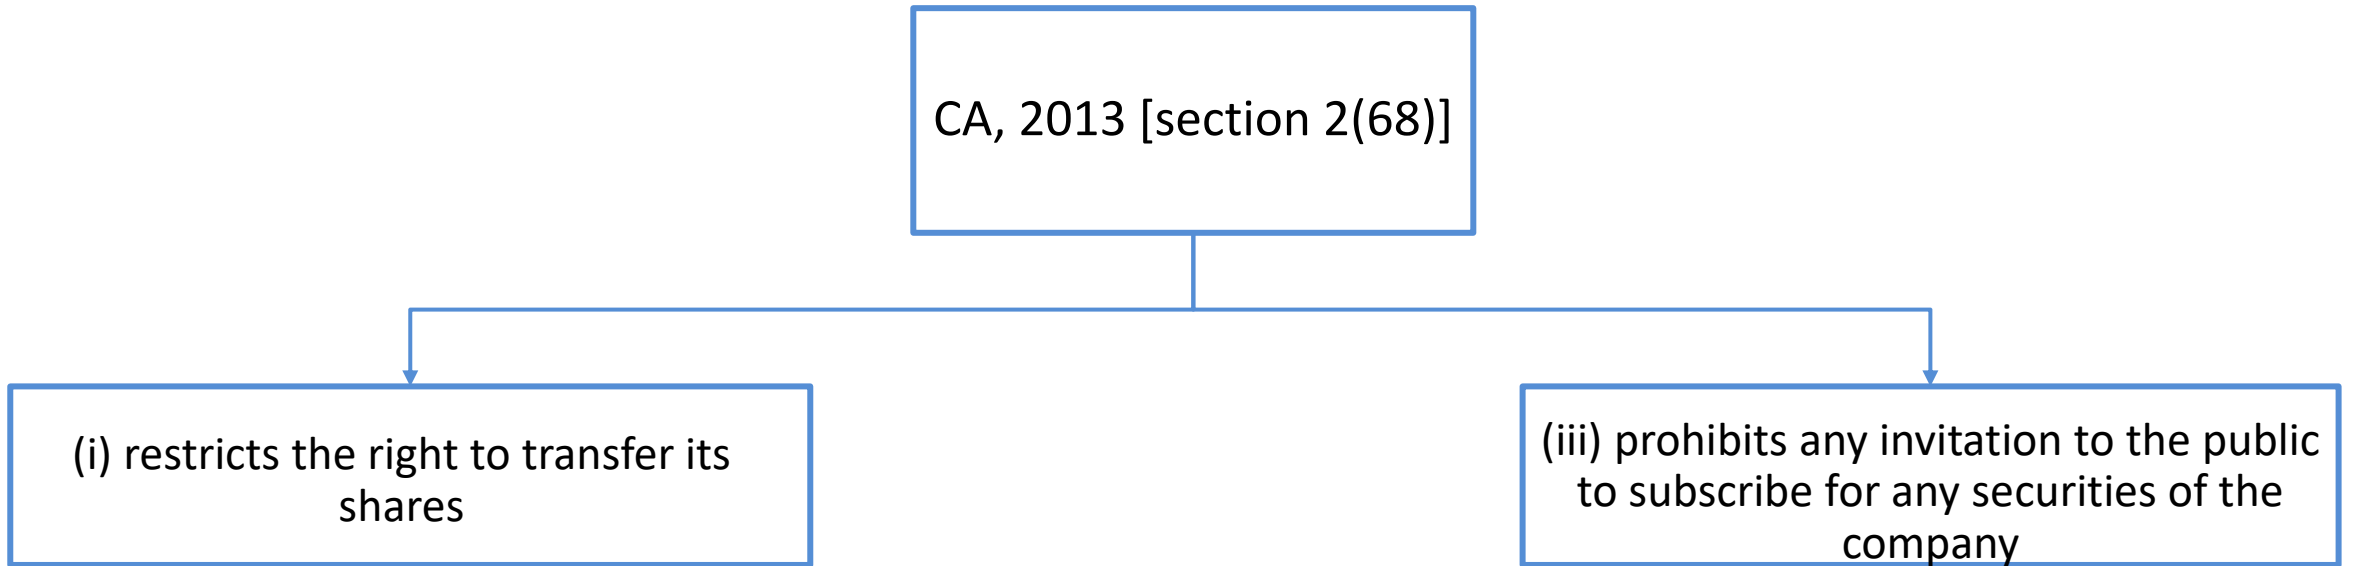 CA, 2013 [section 2(68)]
(i) restricts the right to transfer its
shares
(iii) prohibits any invitation to the public
to subscribe for any securities of the
company